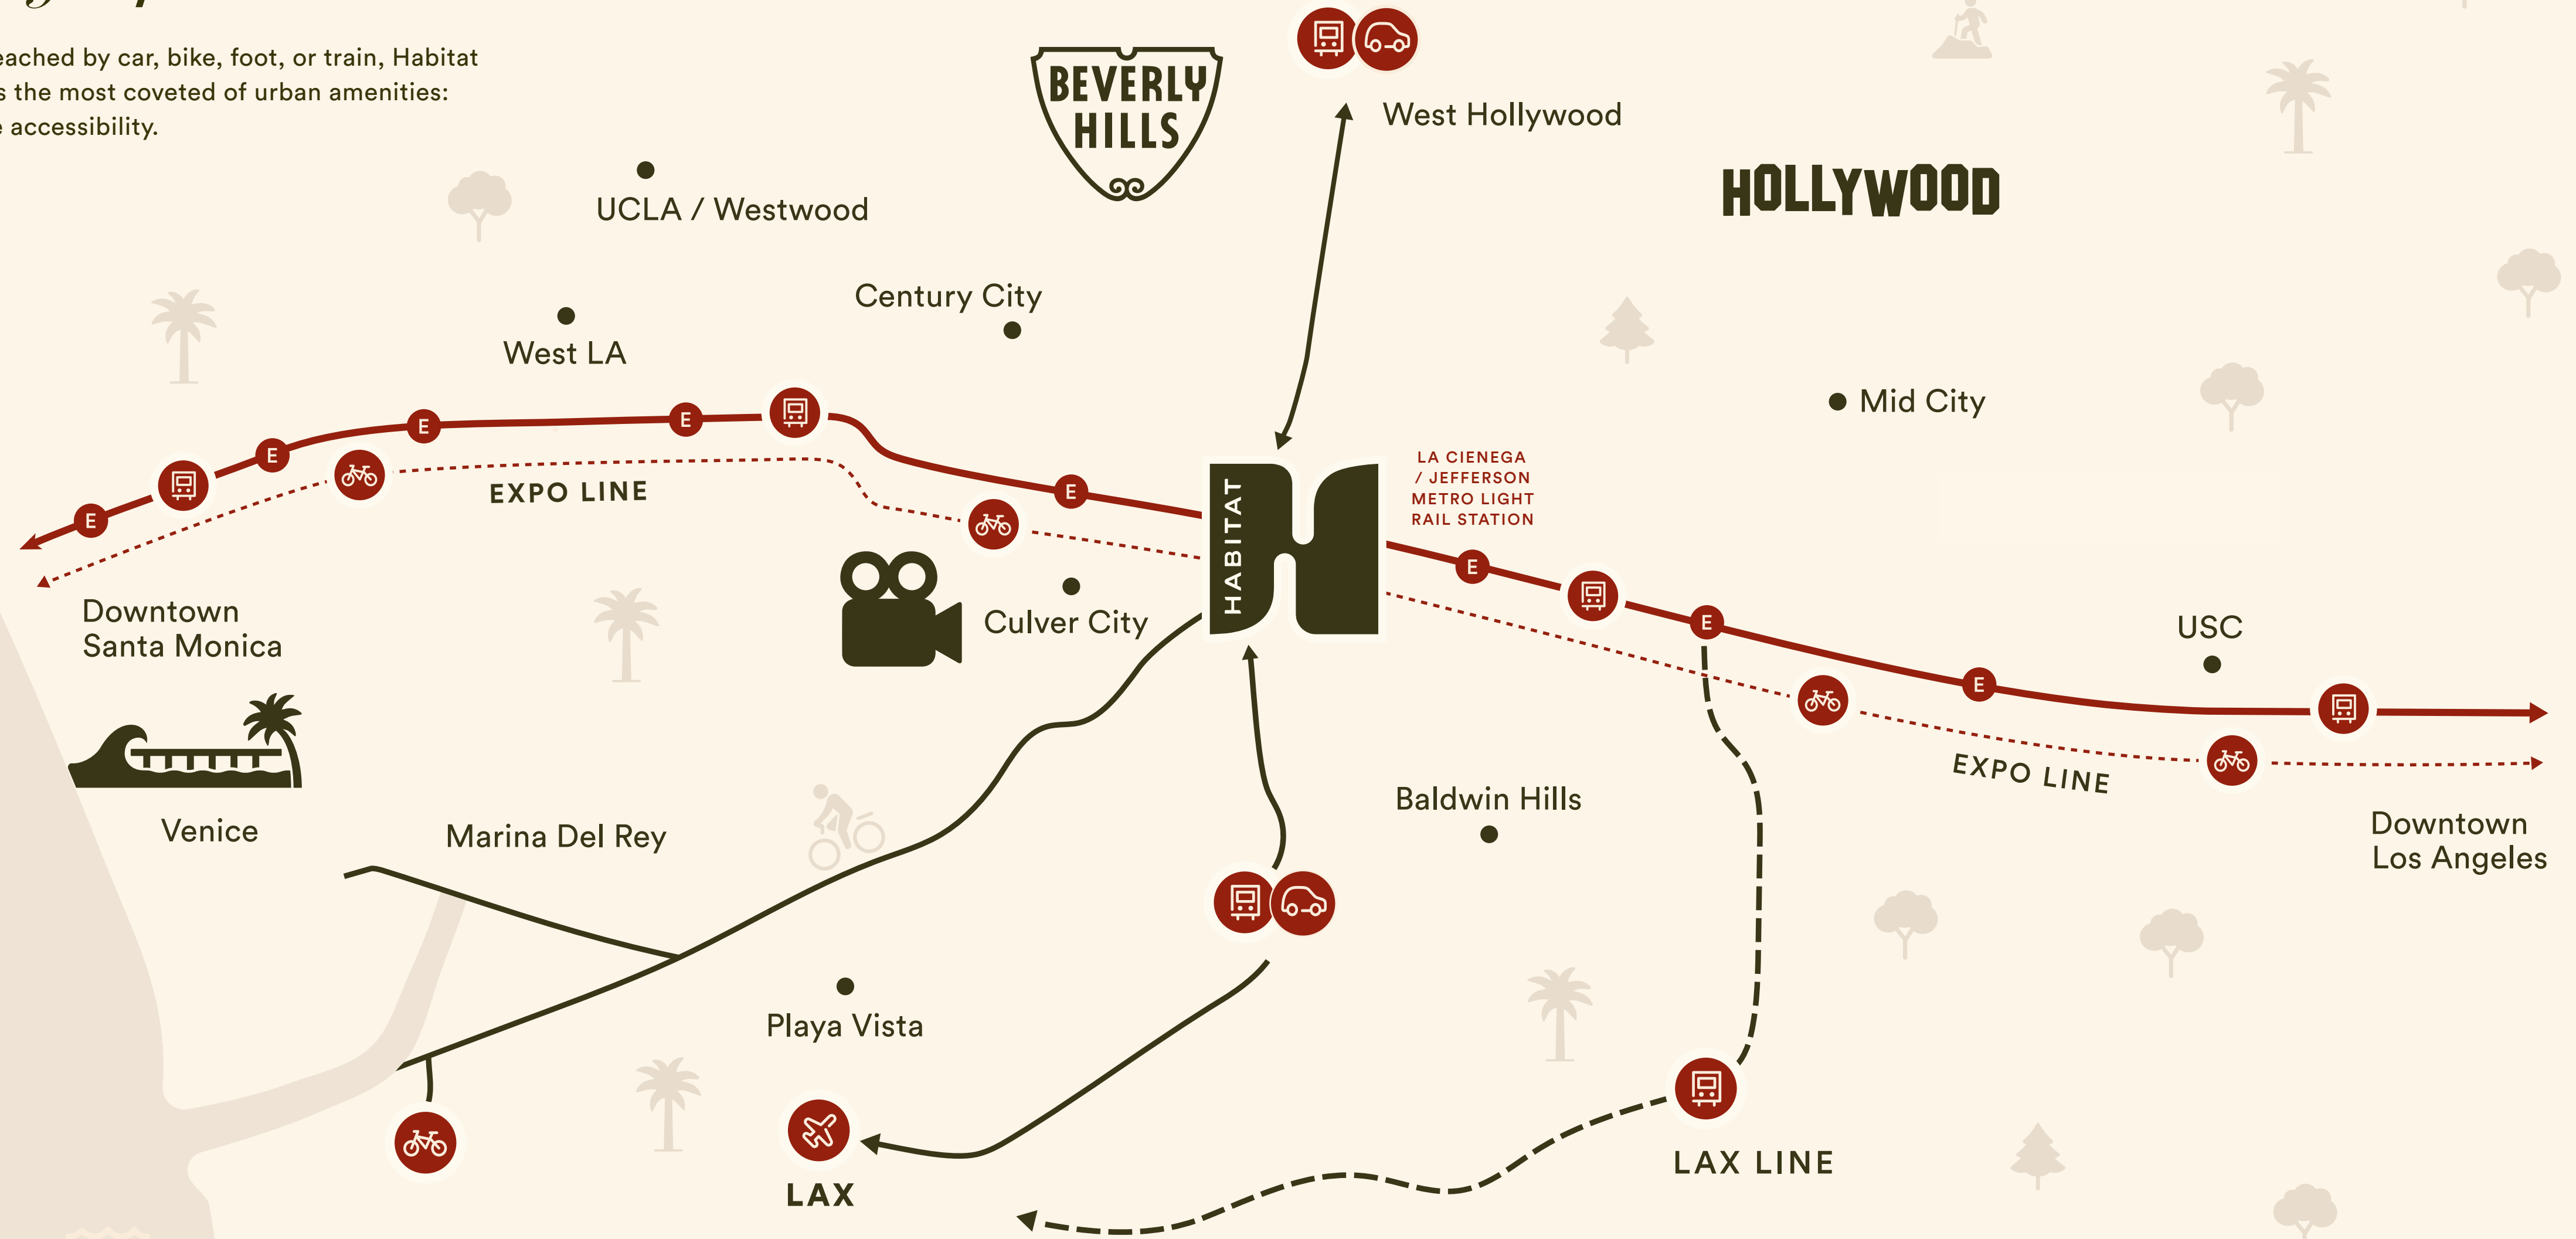 eached by car, bike, foot, or train, Habitat
s the most coveted of urban amenities:
e accessibility.
BEVERLY
HILLS
West Hollywood
HOLLYWOOD
UCLA / Westwood
Century City
West LA
Mid City
E
E
E
E
E
EXPO LINE
HABITAT
LA CIENEGA
/ JEFFERSON
METRO LIGHT
RAIL STATION
E
E
E
Culver City
Downtown
Santa Monica
USC
EXPO LINE
Venice
Marina Del Rey
Baldwin Hills
Downtown
Los Angeles
Playa Vista
LAX
LAX LINE